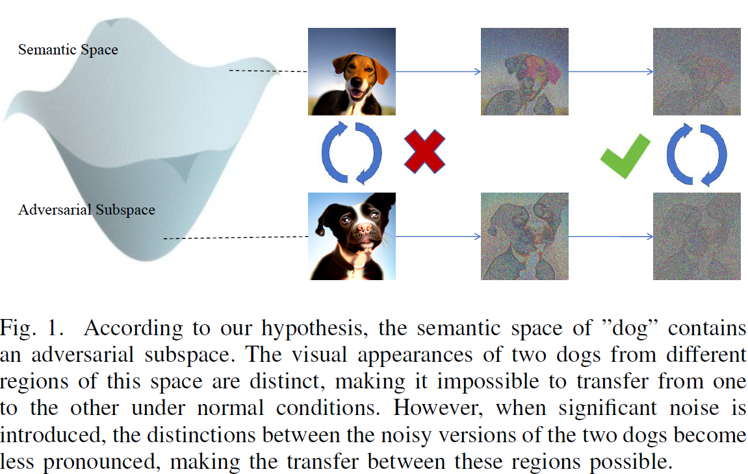 Semantic Space
Adversarial Subspace
Fig. 1. According to our hypothesis, the semantic space of ”dog” contains
an adversarial subspace. The visual appearances of two dogs from different
regions of this space are distinct, making it impossible to transfer from one
to the other under normal conditions. However, when significant noise is
introduced, the distinctions between the noisy versions of the two dogs become
less pronounced, making the transfer between these regions possible.